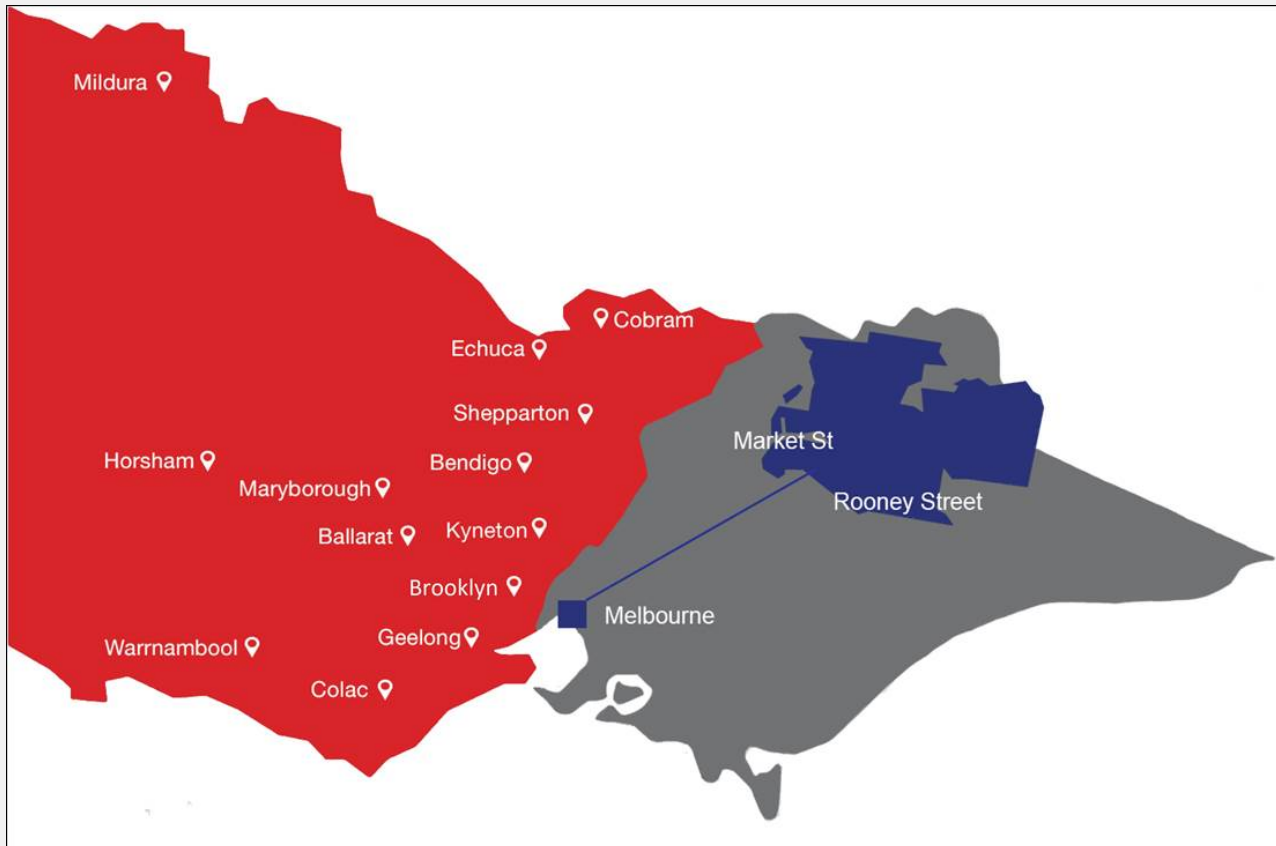 Mildura
Cobram
Echuca
Shepparton
Market St
Horsham
Bendigo
Maryborough
Rooney Street
Ballarat
Kyneton
Brooklyn
Melbourne
Geelong
Warrnambool
Colac